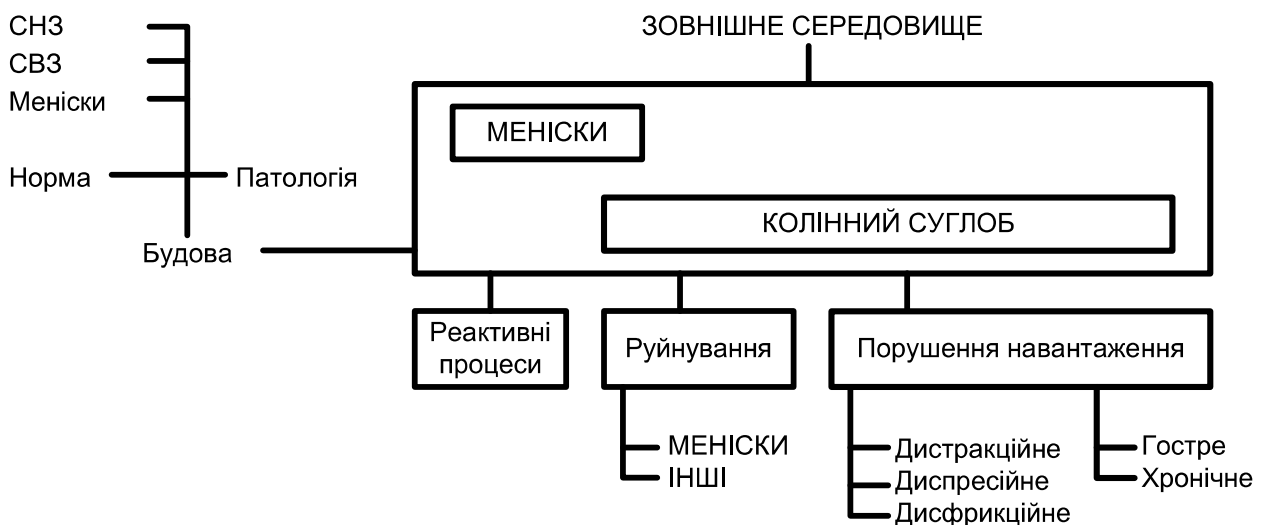 СНЗ
СВЗ
Меніски
Норма
Патологія
Будова
ЗОВНІШНЕ СЕРЕДОВИЩЕ
МЕНІСКИ
КОЛІННИЙ СУГЛОБ
Реактивні
процеси
Руйнування
МЕНІСКИ
ІНШІ
Порушення навантаження
Дистракційне
Диспресійне
Дисфрикційне
Гостре
Хронічне